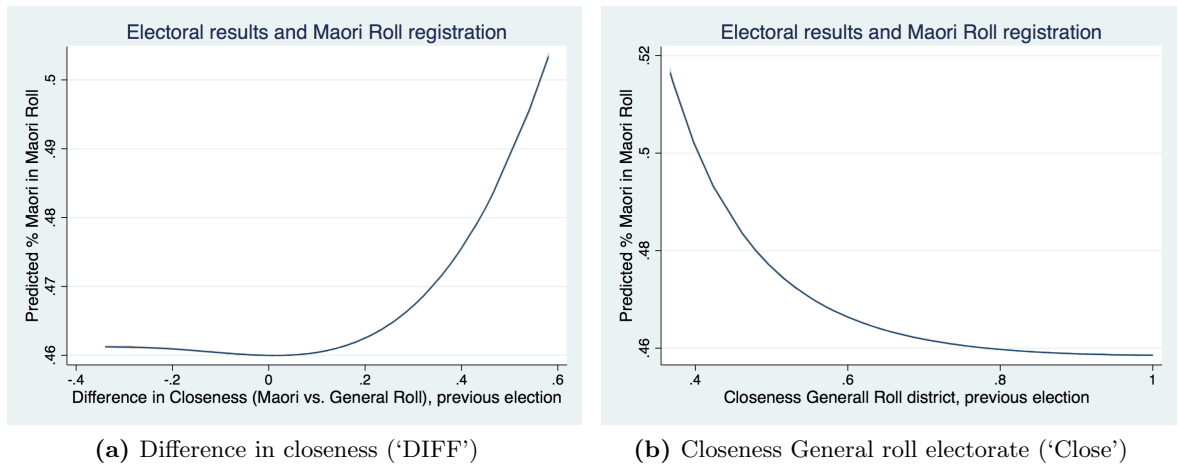 Electoral results and Maori Roll registration
Predicted % Maori in Maori Roll
.5
.49
.48
.47
.46
-.4
-.2
0
.2
.4
.6
Difference in Closeness (Maori vs. General Roll), previous election
(a) Difference in closeness (‘DIFF’)
Electoral results and Maori Roll registration
Predicted % Maori in Maori Roll
.52
.5
.48
.46
.4
.6
.8
1
Closeness Generall Roll district, previous election
(b) Closeness General roll electorate (‘Close’)